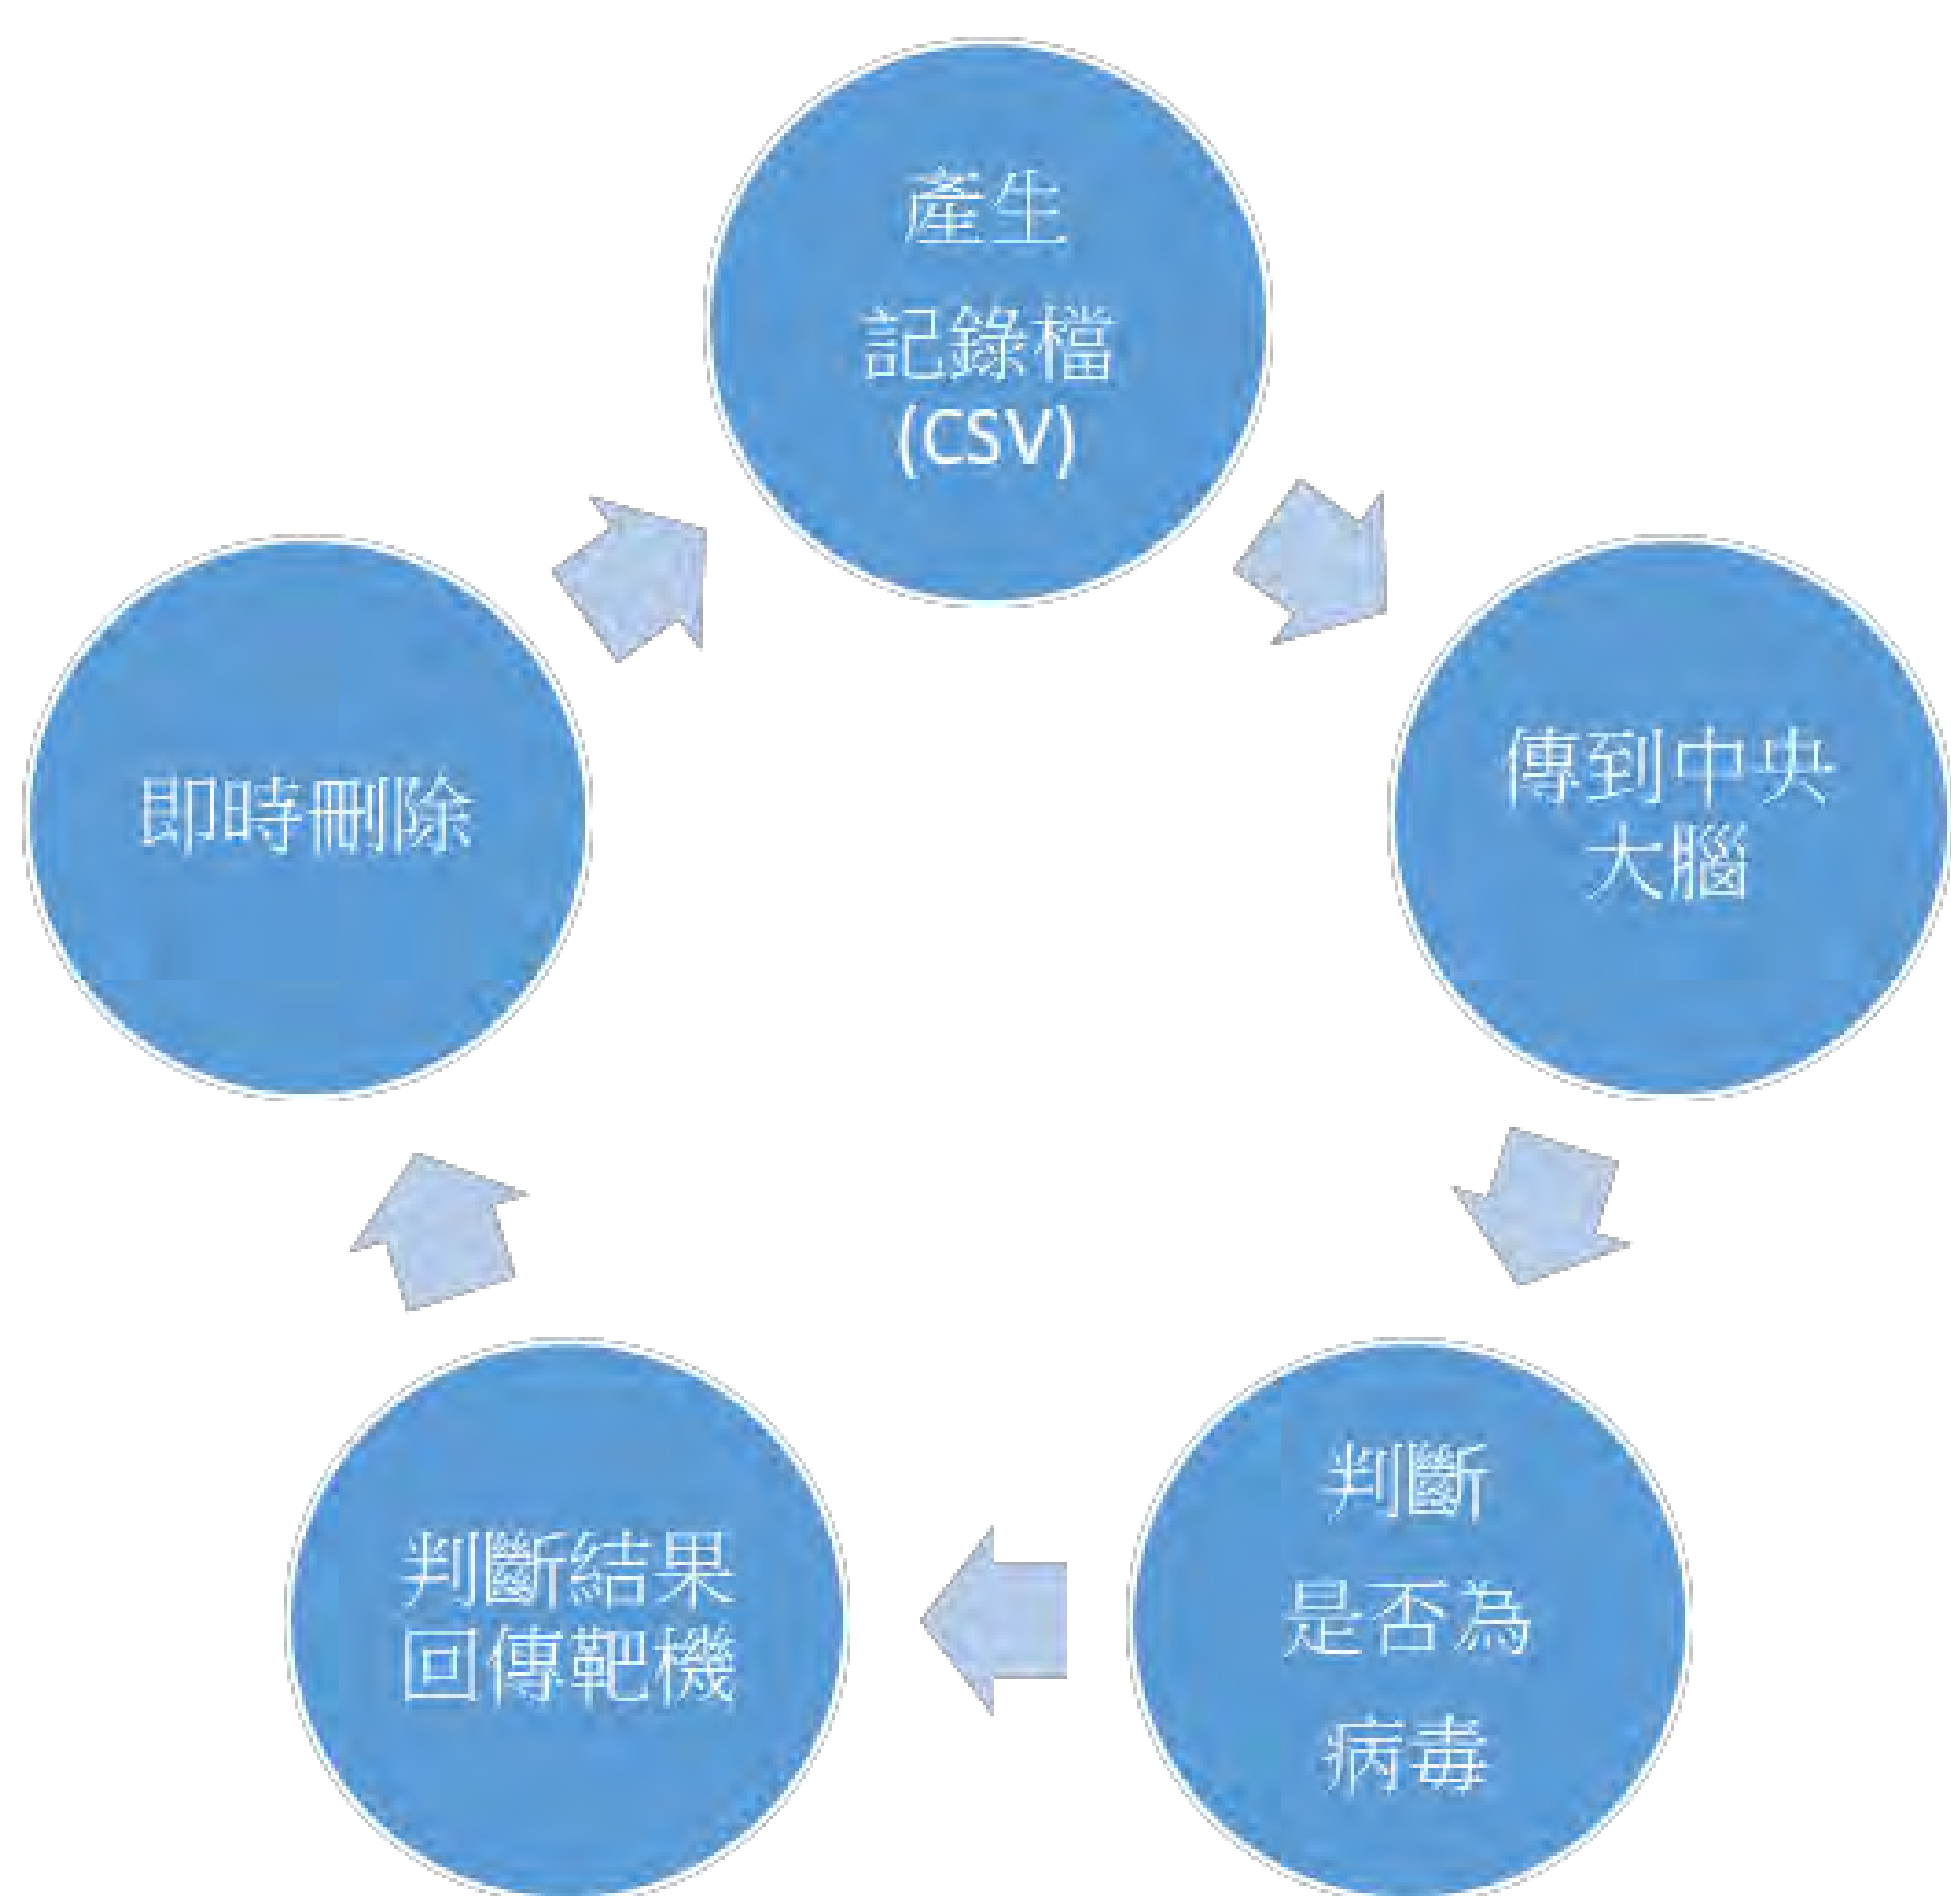 產生
記錄檔
(CSV)
傳到中央
大腦
判斷
是否為
病毒
判斷結果
回傳靶機
即時刪除